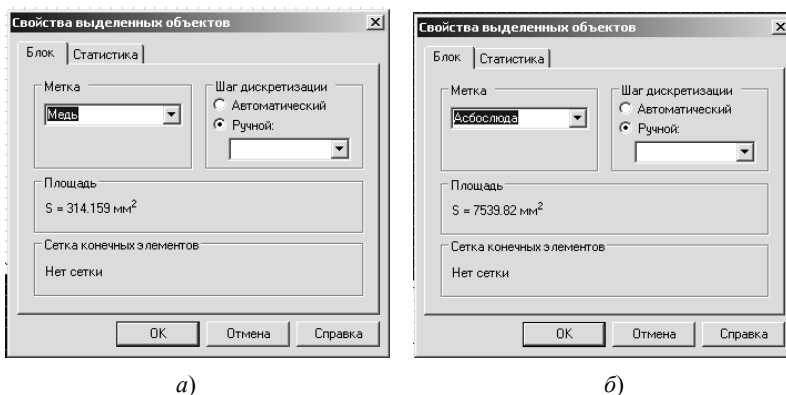 Свойства выделенных объектов
Блок
Статистика
Метка
Медь
Шаг дискретизации
Автоматический
Ручной:
Площадь
S = 314.159 мм²
Сетка конечных элементов
Нет сетки
ОК
Отмена
Справка
а)
Свойства выделенных объектов
Блок
Статистика
Метка
Асбослюда
Шаг дискретизации
Автоматический
Ручной:
Площадь
S = 7539.82 мм²
Сетка конечных элементов
Нет сетки
ОК
Отмена
Справка
б)